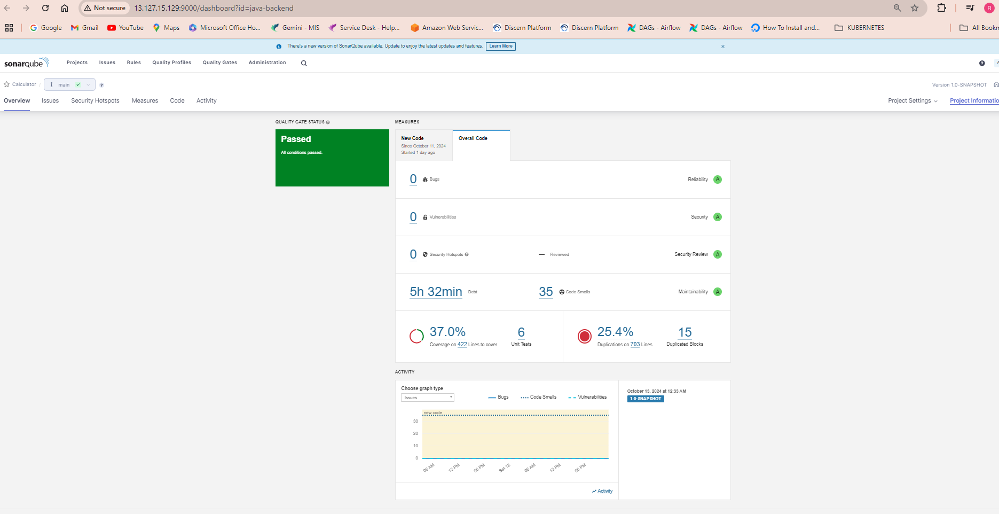 Not secure 13.127.15.129:9000/dashboard?id=java-backend R
Google Gmail YouTube Maps Microsoft Office Ho... Gemini - MIS Service Desk - Help... Amazon Web Servic... Discern Platform Discern Platform DAGs - Airflow DAGs - Airflow How To Install and... KUBERNETES All Bookm
There's a new version of SonarQube available. Update to enjoy the latest updates and features. Learn More
sonarqube Projects Issues Rules Quality Profiles Quality Gates Administration
Calculator / main Version 1.0-SNAPSHOT
Overview Issues Security Hotspots Measures Code Activity Project Settings Project Informatio
QUALITY GATE STATUS MEASURES
Passed
All conditions passed.
New Code Overall Code
Since October 11, 2024
Started 1 day ago
0 Bugs Reliability A
0 Vulnerabilities Security A
0 Security Hotspots — Reviewed Security Review A
5h 32min Debt 35 Code Smells Maintainability A
37.0% 6 25.4% 15
Coverage on 422 Lines to cover Unit Tests Duplications on 703 Lines Duplicated Blocks
ACTIVITY
Choose graph type
Issues Bugs Code Smells Vulnerabilities
October 13, 2024 at 12:33 AM
1.0-SNAPSHOT
new code
30
20
10
0
06 AM 12 PM 06 PM Sat 12 06 AM 12 PM 06 PM
Activity